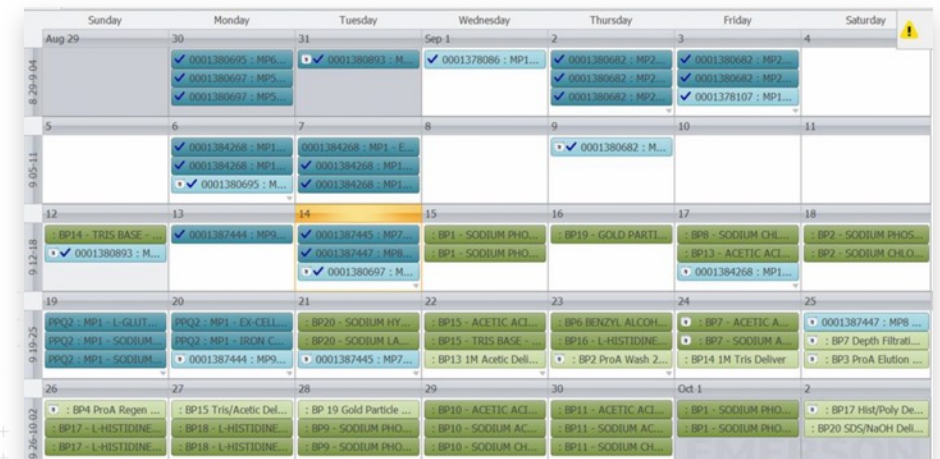 Sunday Monday Tuesday Wednesday Thursday Friday Saturday
Aug 29 30 31 Sep 1 2 3 4
8 29-9 04
0001380695 : MP6... 0001380893 : M... 0001378086 : MP1... 0001380682 : MP2... 0001380682 : MP2...
0001380697 : MP5... 0001380682 : MP2... 0001380682 : MP2...
0001380697 : MP5... 0001380682 : MP2... 0001378107 : MP1...
5 6 7 8 9 10 11
9 05-11
0001384268 : MP1... 0001384268 : MP1 - E... 0001380682 : M...
0001384268 : MP1... 0001384268 : MP1...
0001380695 : M... 0001384268 : MP1...
12 13 14 15 16 17 18
9 12-18
: BP14 - TRIS BASE - ... 0001387444 : MP9... 0001387445 : MP7... : BP1 - SODIUM PHO... : BP19 - GOLD PARTI... : BP8 - SODIUM CHL... : BP2 - SODIUM PHOS...
0001380893 : M... 0001387447 : MP8... : BP1 - SODIUM PHO... : BP13 - ACETIC ACI... : BP2 - SODIUM CHLO...
0001380697 : M... 0001384268 : MP1...
19 20 21 22 23 24 25
9 19-25
PPQ2 : MP1 - L-GLUT... PPQ2 : MP1 - EX-CELL... : BP20 - SODIUM HY... : BP15 - ACETIC ACI... : BP6 BENZYL ALCOH... : BP7 - ACETIC A... 0001387447 : MP8 ...
PPQ2 : MP1 - SODIUM... PPQ2 : MP1 - IRON C... : BP20 - SODIUM LA... : BP15 - TRIS BASE - ... : BP16 - L-HISTIDINE... : BP7 - SODIUM A... : BP7 Depth Filtrati...
PPQ2 : MP1 - SODIUM... 0001387444 : MP9... 0001387445 : MP7... : BP13 1M Acetic Deli... : BP2 ProA Wash 2... : BP14 1M Tris Deliver : BP3 ProA Elution ...
26 27 28 29 30 Oct 1 2
9 26-10 02
: BP4 ProA Regen ... : BP15 Tris/Acetic Del... : BP 19 Gold Particle ... : BP10 - ACETIC ACI... : BP11 - ACETIC ACI... : BP1 - SODIUM PHO... : BP17 Hist/Poly De...
: BP17 - L-HISTIDINE... : BP18 - L-HISTIDINE... : BP9 - SODIUM PHO... : BP10 - SODIUM AC... : BP11 - SODIUM AC... : BP1 - SODIUM PHO... : BP20 SDS/NaOH Deli...
: BP17 - L-HISTIDINE... : BP18 - L-HISTIDINE... : BP9 - SODIUM PHO... : BP10 - SODIUM CH... : BP11 - SODIUM CH...
EMERSON